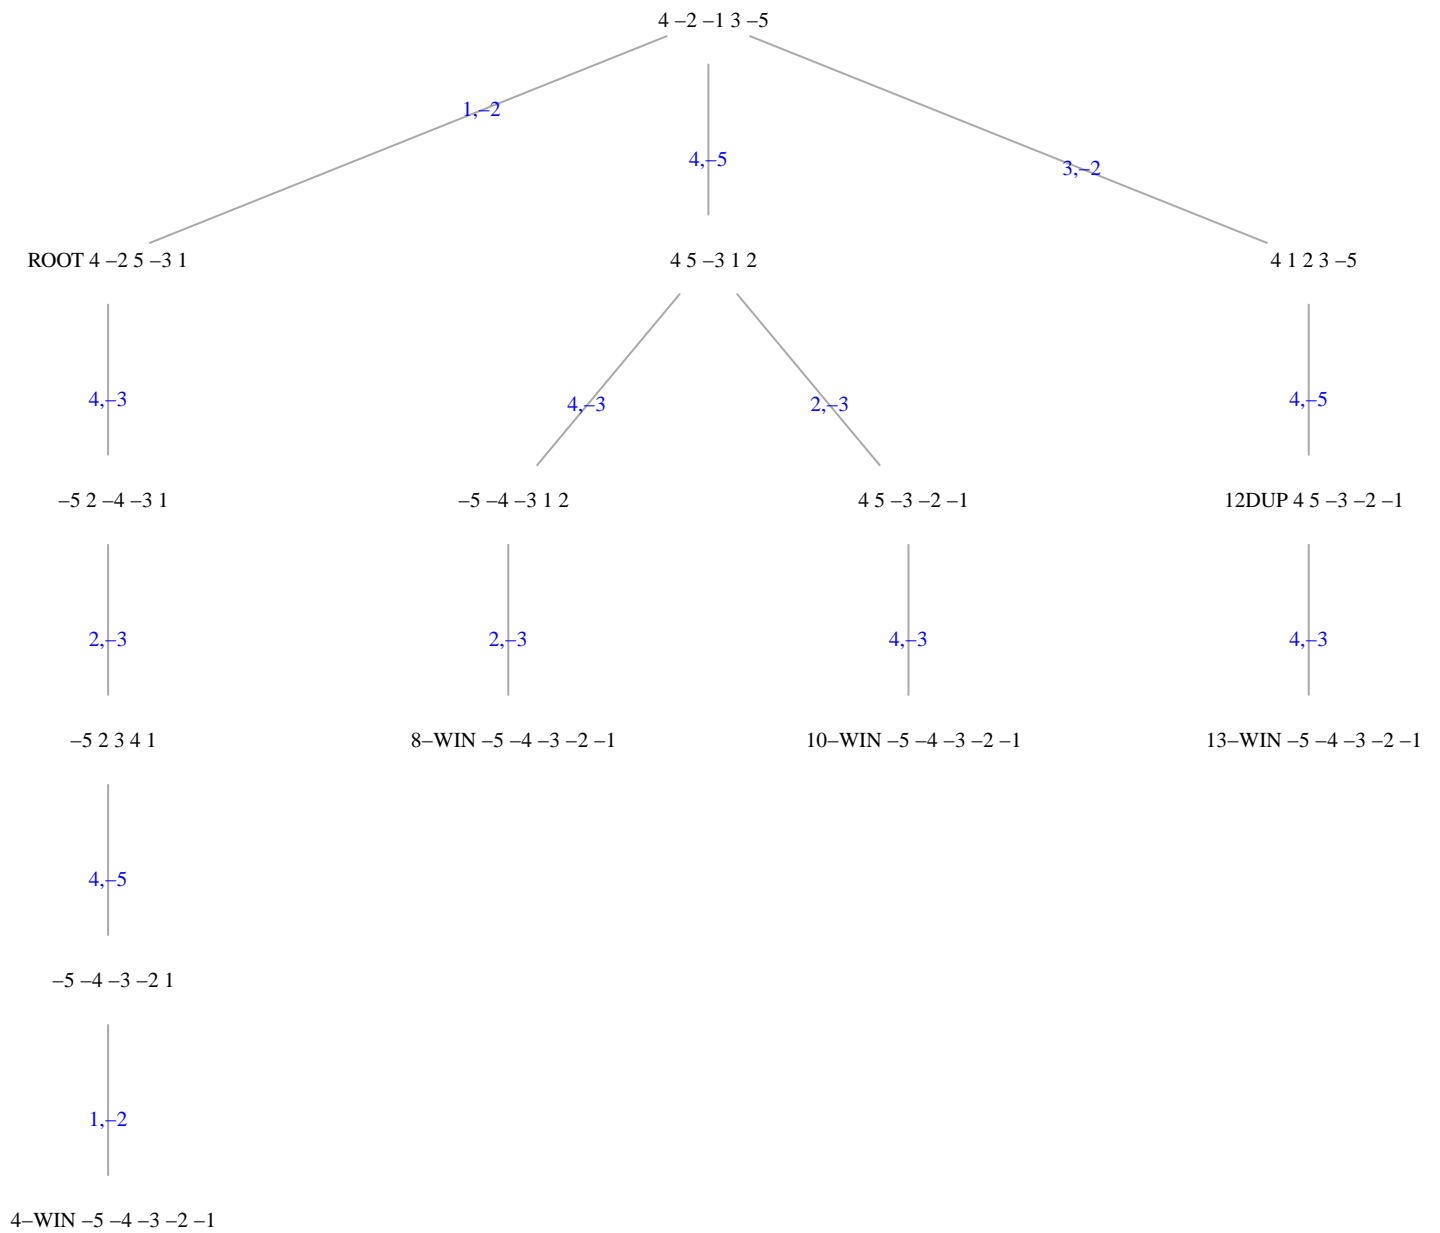 4 –2 –1 3 –5
1,–2
4,–5
3,–2
ROOT 4 –2 5 –3 1
4 5 –3 1 2
4 1 2 3 –5
4,–3
4,–3
2,–3
4,–5
–5 2 –4 –3 1
–5 –4 –3 1 2
4 5 –3 –2 –1
12DUP 4 5 –3 –2 –1
2,–3
2,–3
4,–3
4,–3
–5 2 3 4 1
8–WIN –5 –4 –3 –2 –1
10–WIN –5 –4 –3 –2 –1
13–WIN –5 –4 –3 –2 –1
4,–5
–5 –4 –3 –2 1
1,–2
4–WIN –5 –4 –3 –2 –1